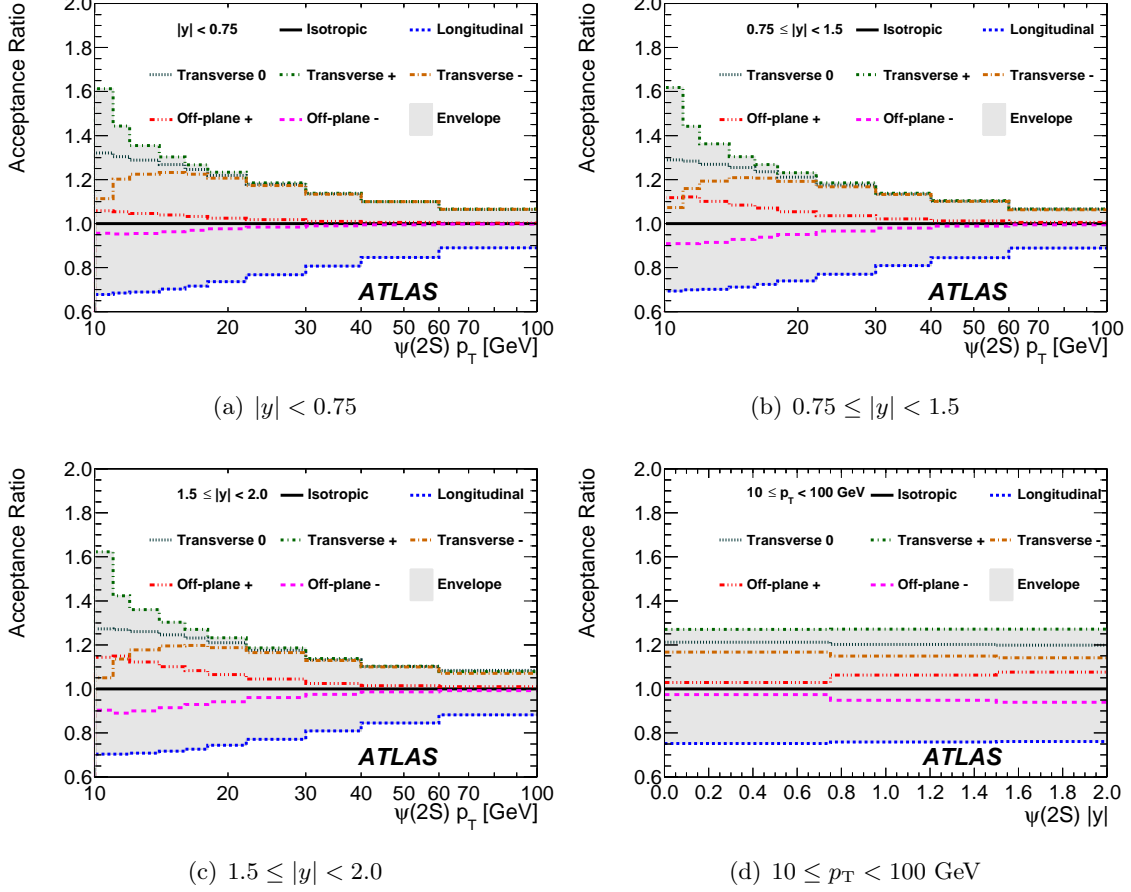 Acceptance Ratio
2.0
1.8
1.6
1.4
1.2
1.0
0.8
0.6
|y| < 0.75
Isotropic
Longitudinal
Transverse 0
Transverse +
Transverse -
Off-plane +
Off-plane -
Envelope
ATLAS
10 20 30 40 50 60 70 100
ψ(2S) p_T [GeV]
(a) |y| < 0.75
Acceptance Ratio
2.0
1.8
1.6
1.4
1.2
1.0
0.8
0.6
0.75 ≤ |y| < 1.5
Isotropic
Longitudinal
Transverse 0
Transverse +
Transverse -
Off-plane +
Off-plane -
Envelope
ATLAS
10 20 30 40 50 60 70 100
ψ(2S) p_T [GeV]
(b) 0.75 ≤ |y| < 1.5
Acceptance Ratio
2.0
1.8
1.6
1.4
1.2
1.0
0.8
0.6
1.5 ≤ |y| < 2.0
Isotropic
Longitudinal
Transverse 0
Transverse +
Transverse -
Off-plane +
Off-plane -
Envelope
ATLAS
10 20 30 40 50 60 70 100
ψ(2S) p_T [GeV]
(c) 1.5 ≤ |y| < 2.0
Acceptance Ratio
2.0
1.8
1.6
1.4
1.2
1.0
0.8
0.6
10 ≤ p_T < 100 GeV
Isotropic
Longitudinal
Transverse 0
Transverse +
Transverse -
Off-plane +
Off-plane -
Envelope
ATLAS
0.0 0.2 0.4 0.6 0.8 1.0 1.2 1.4 1.6 1.8 2.0
ψ(2S) |y|
(d) 10 ≤ p_T < 100 GeV